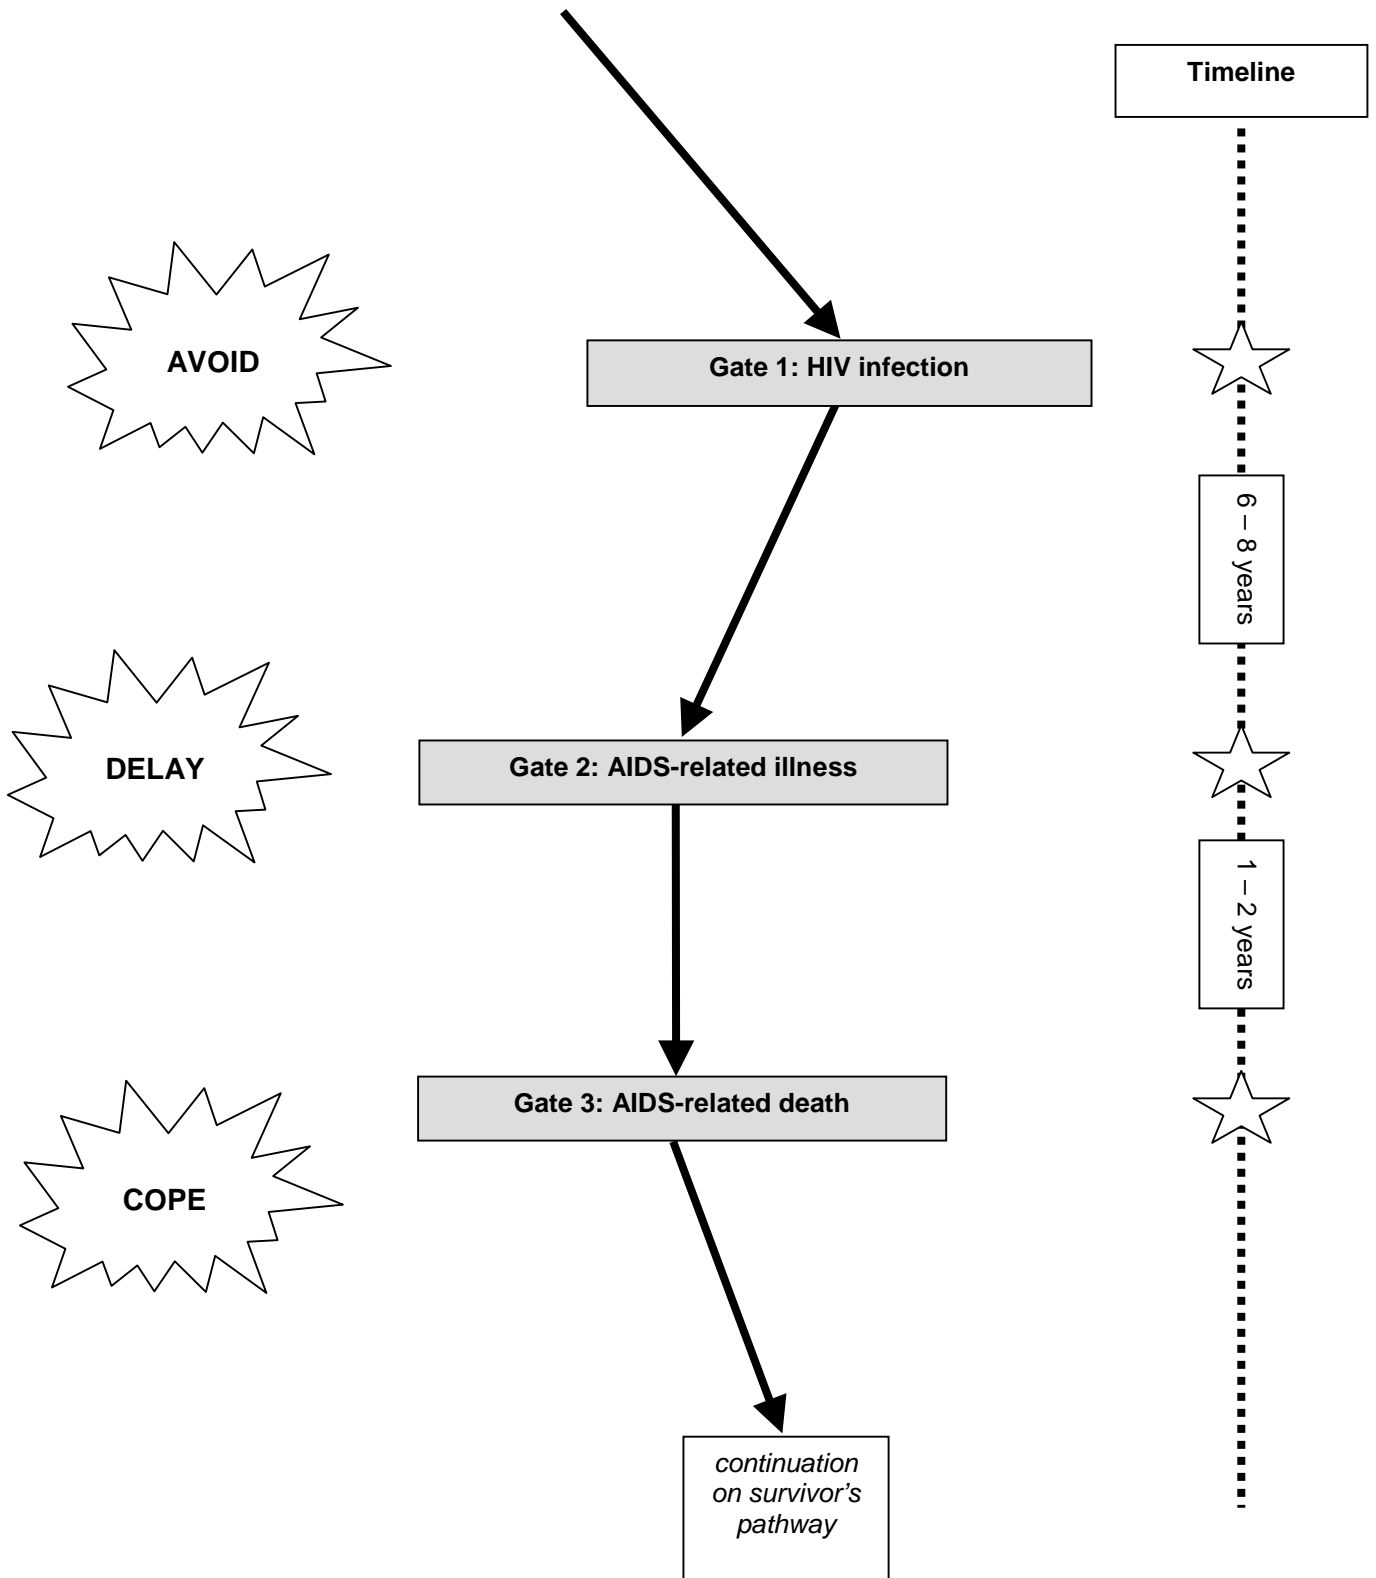 Timeline
AVOID
Gate 1: HIV infection
6 – 8 years
DELAY
Gate 2: AIDS-related illness
1 – 2 years
Gate 3: AIDS-related death
COPE
continuation
on survivor’s
pathway